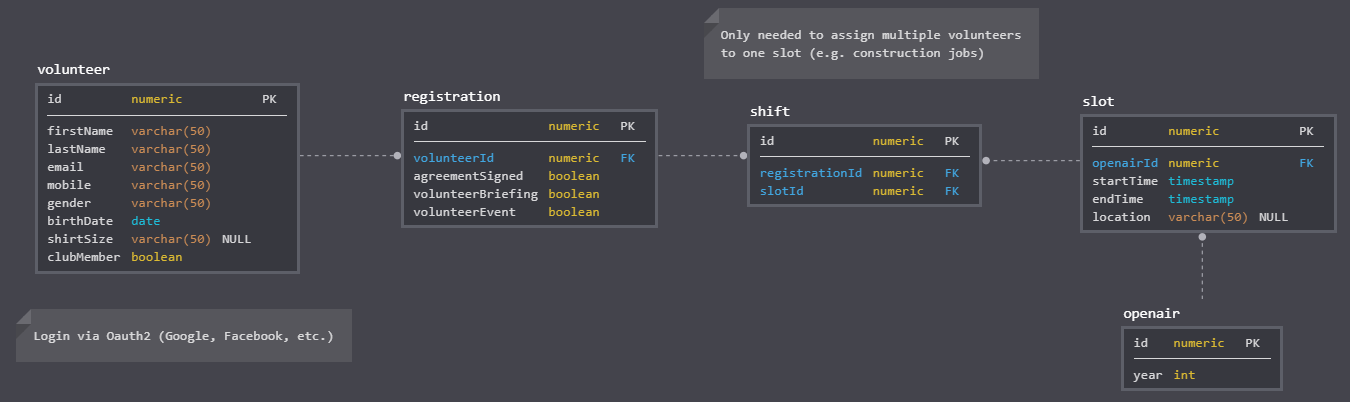 Only needed to assign multiple volunteers
to one slot (e.g. construction jobs)
volunteer
id numeric PK
firstName varchar(50)
lastName varchar(50)
email varchar(50)
mobile varchar(50)
gender varchar(50)
birthDate date
shirtSize varchar(50) NULL
clubMember boolean
registration
id numeric PK
volunteerId numeric FK
agreementSigned boolean
volunteerBriefing boolean
volunteerEvent boolean
shift
id numeric PK
registrationId numeric FK
slotId numeric FK
slot
id numeric PK
openairId numeric FK
startTime timestamp
endTime timestamp
location varchar(50) NULL
Login via Oauth2 (Google, Facebook, etc.)
openair
id numeric PK
year int